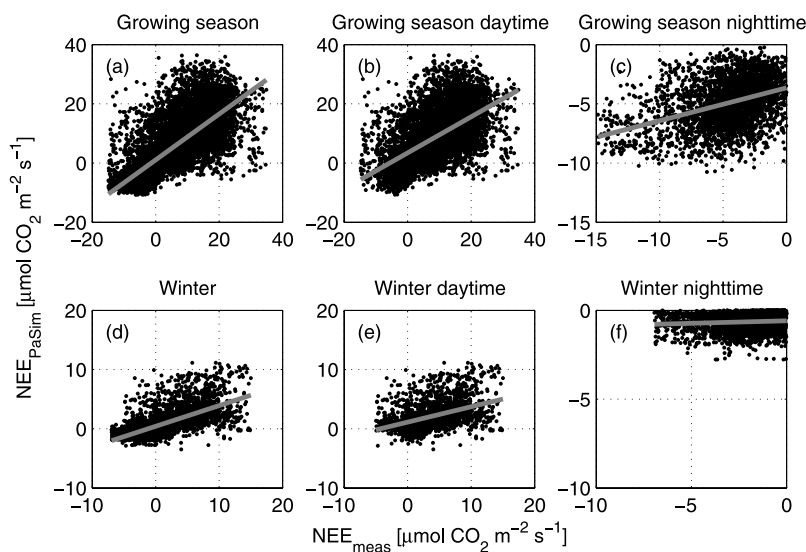 Growing season Growing season daytime Growing season nighttime
40 40 0
(a) (b) (c)
20 20 −5
0 0 −10
−20 −20 −15
−20 0 20 40 −20 0 20 40 −15 −10 −5 0
Winter Winter daytime Winter nighttime
20 20 0
(d) (e) (f)
10 10
0 0 −5
−10 −10 −10
−10 0 10 20 −10 0 10 20 −10 −5 0
NEE_PaSim [μmol CO₂ m⁻² s⁻¹]
NEE_meas [μmol CO₂ m⁻² s⁻¹]